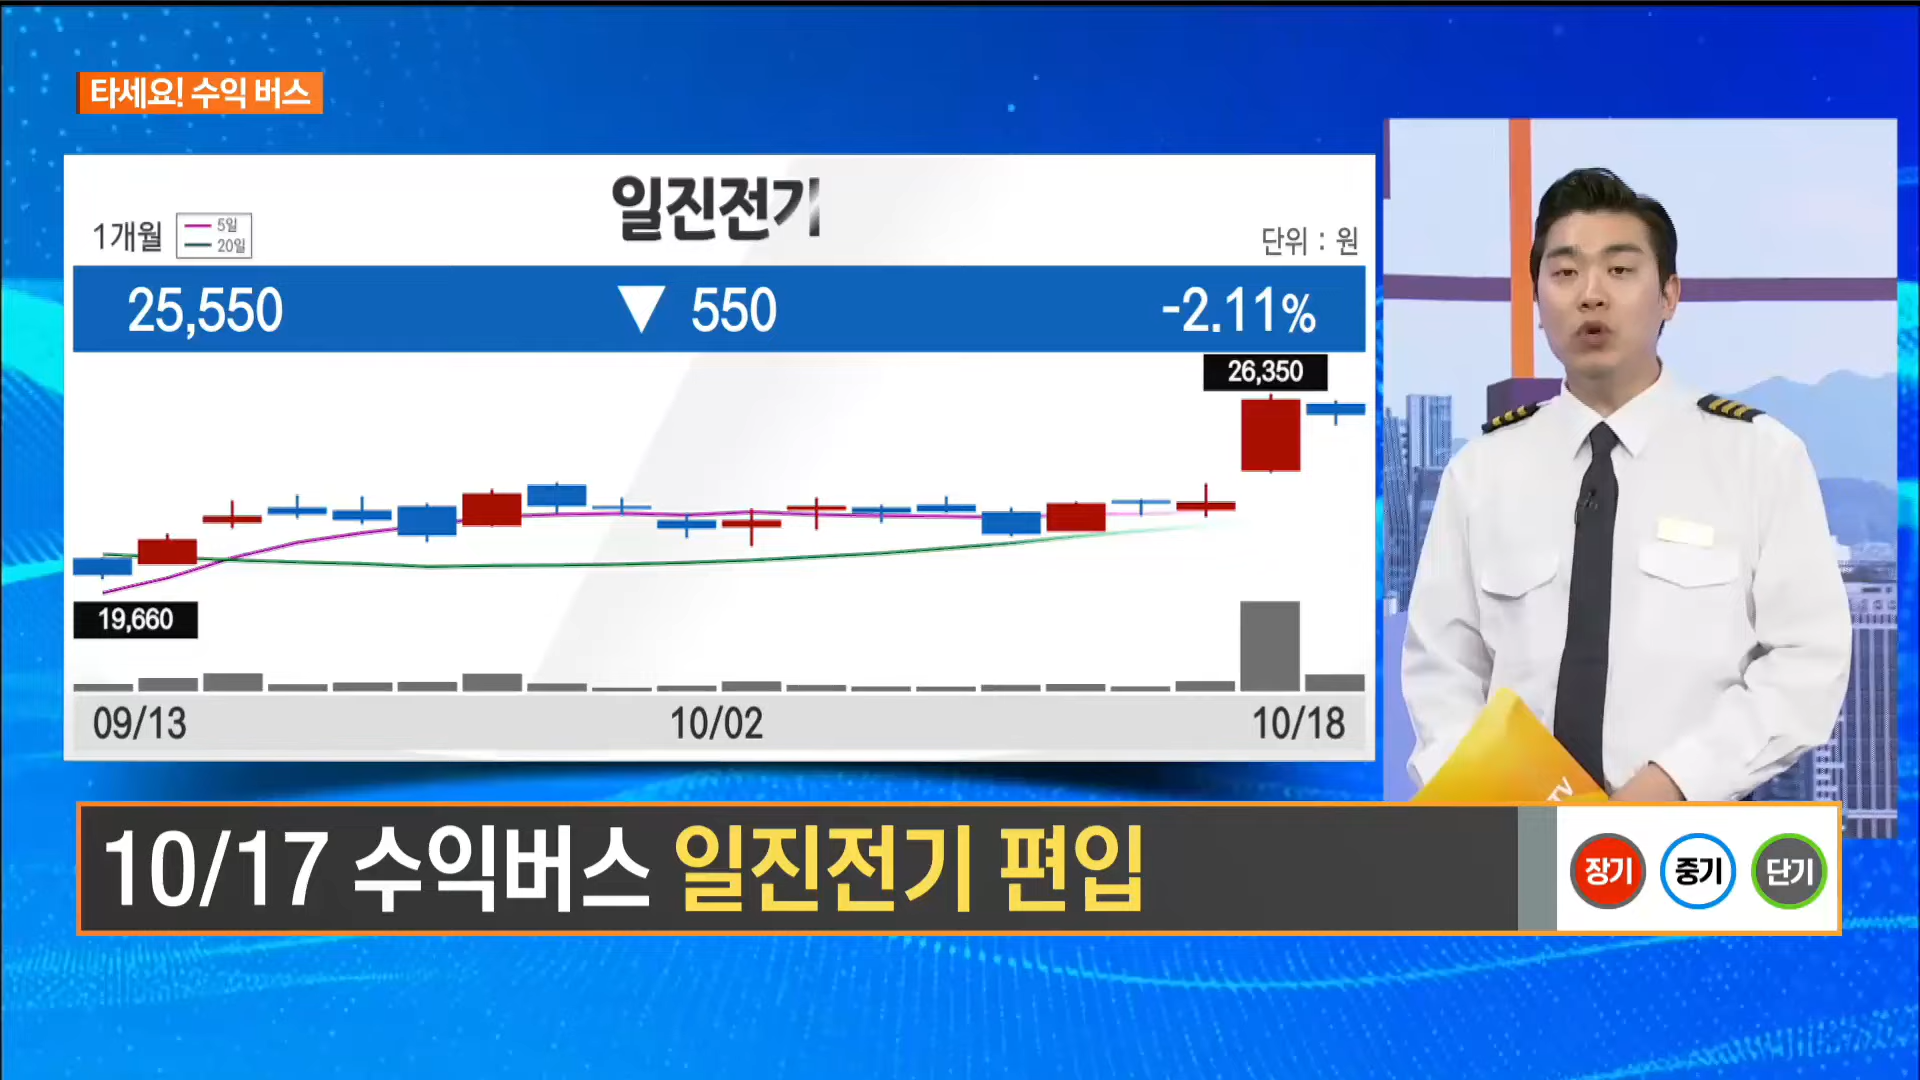 타세요! 수익 버스
일진전기
1개월
5일
20일
단위 : 원
25,550 ▼ 550 -2.11%
26,350
19,660
09/13 10/02 10/18
TV
10/17 수익버스 일진전기 편입
장기 중기 단기